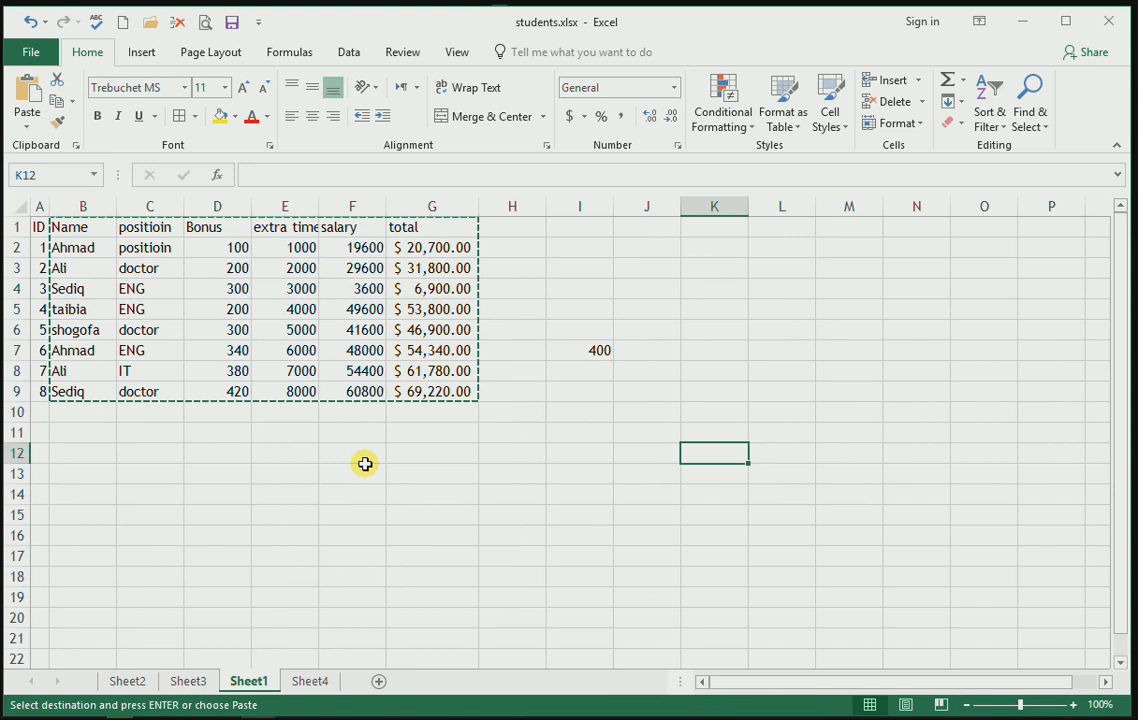 students.xlsx - Excel
Sign in
File Home Insert Page Layout Formulas Data Review View Tell me what you want to do Share
Paste
Trebuchet MS 11
Wrap Text
Merge & Center
General
Conditional Formatting
Format as Table
Cell Styles
Insert
Delete
Format
Sort & Filter
Find & Select
Clipboard Font Alignment Number Styles Cells Editing
K12
A B C D E F G H I J K L M N O P
1 ID Name positioin Bonus extra time salary total
2 1 Ahmad positioin 100 1000 19600 $ 20,700.00
3 2 Ali doctor 200 2000 29600 $ 31,800.00
4 3 Sediq ENG 300 3000 3600 $ 6,900.00
5 4 taibia ENG 200 4000 49600 $ 53,800.00
6 5 shogofa doctor 300 5000 41600 $ 46,900.00
7 6 Ahmad ENG 340 6000 48000 $ 54,340.00 400
8 7 Ali IT 380 7000 54400 $ 61,780.00
9 8 Sediq doctor 420 8000 60800 $ 69,220.00
10
11
12
13
14
15
16
17
18
19
20
21
22
Sheet2 Sheet3 Sheet1 Sheet4
Select destination and press ENTER or choose Paste
100%